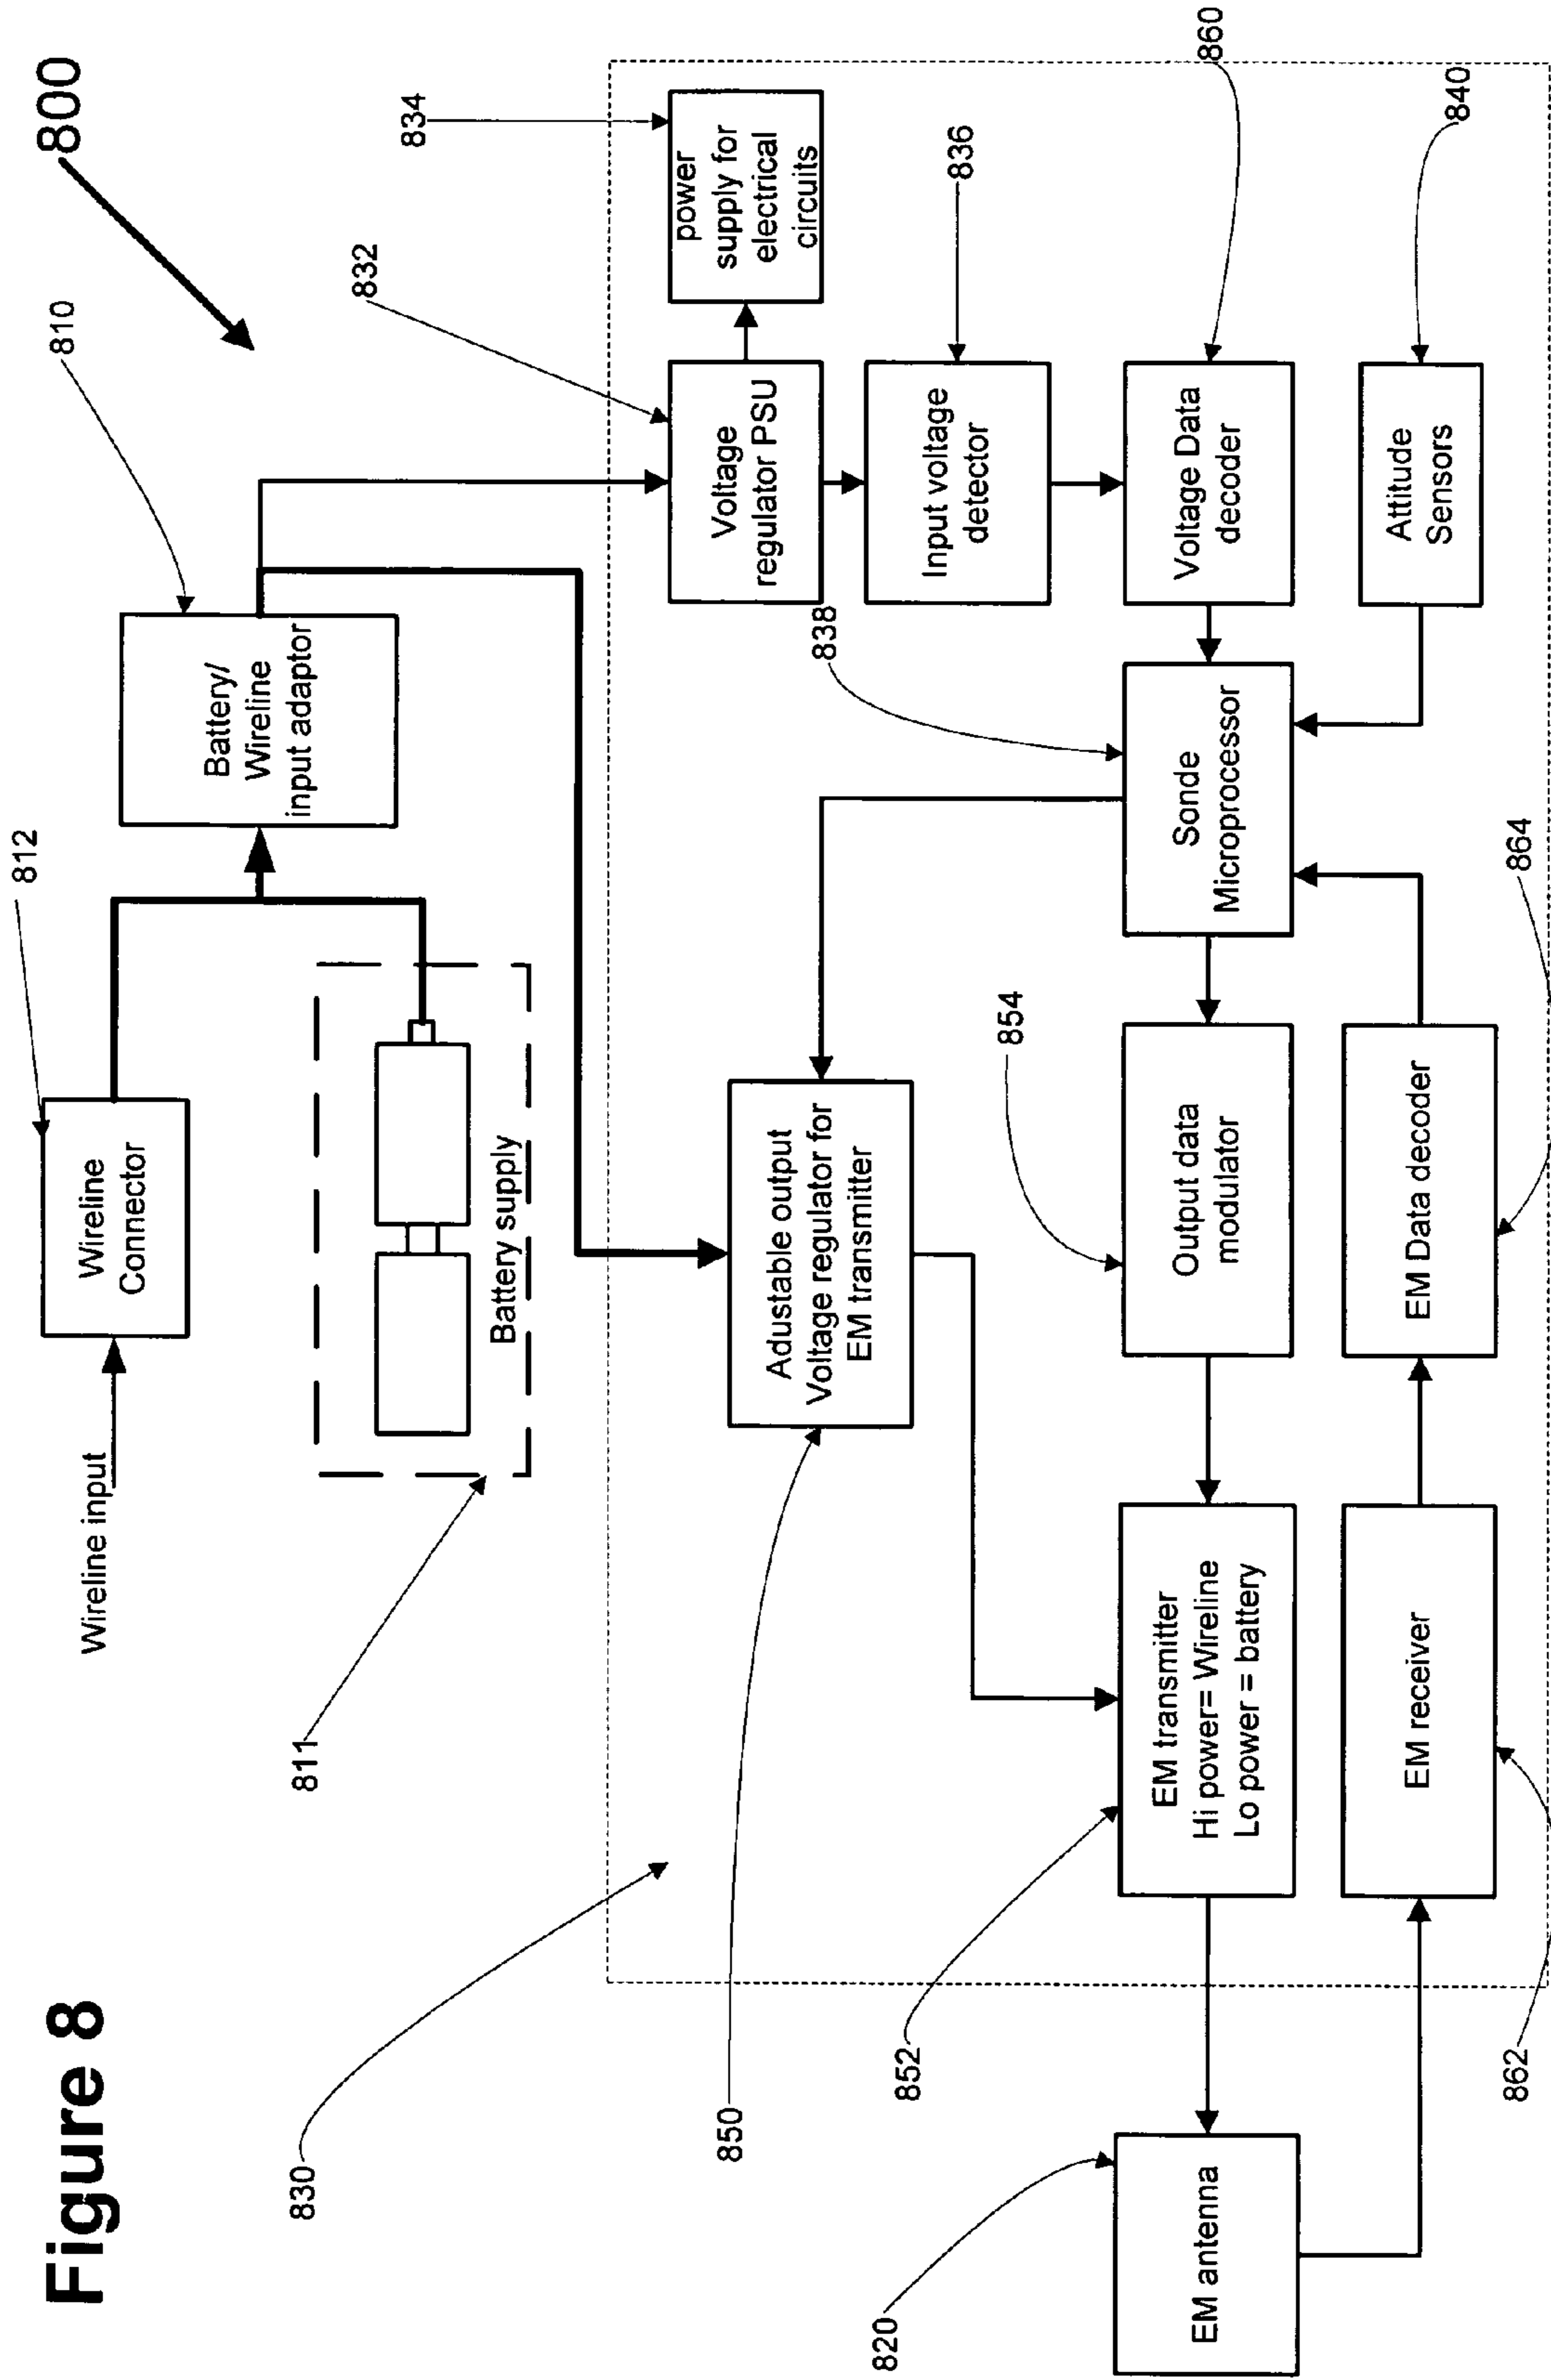 Figure 8
800
812
810
Wireline input
Wireline
Connector
Battery/
Wireline
input adaptor
811
Battery supply
830
832
834
850
Adustable output
Voltage regulator for
EM transmitter
Voltage
regulator PSU
power
supply for
electrical
circuits
838
836
Input voltage
detector
852
854
860
820
EM antenna
EM transmitter
Hi power= Wireline
Lo power = battery
Output data
modulator
Sonde
Microprocessor
Voltage Data
decoder
EM receiver
EM Data decoder
Attitude
Sensors
840
862
864